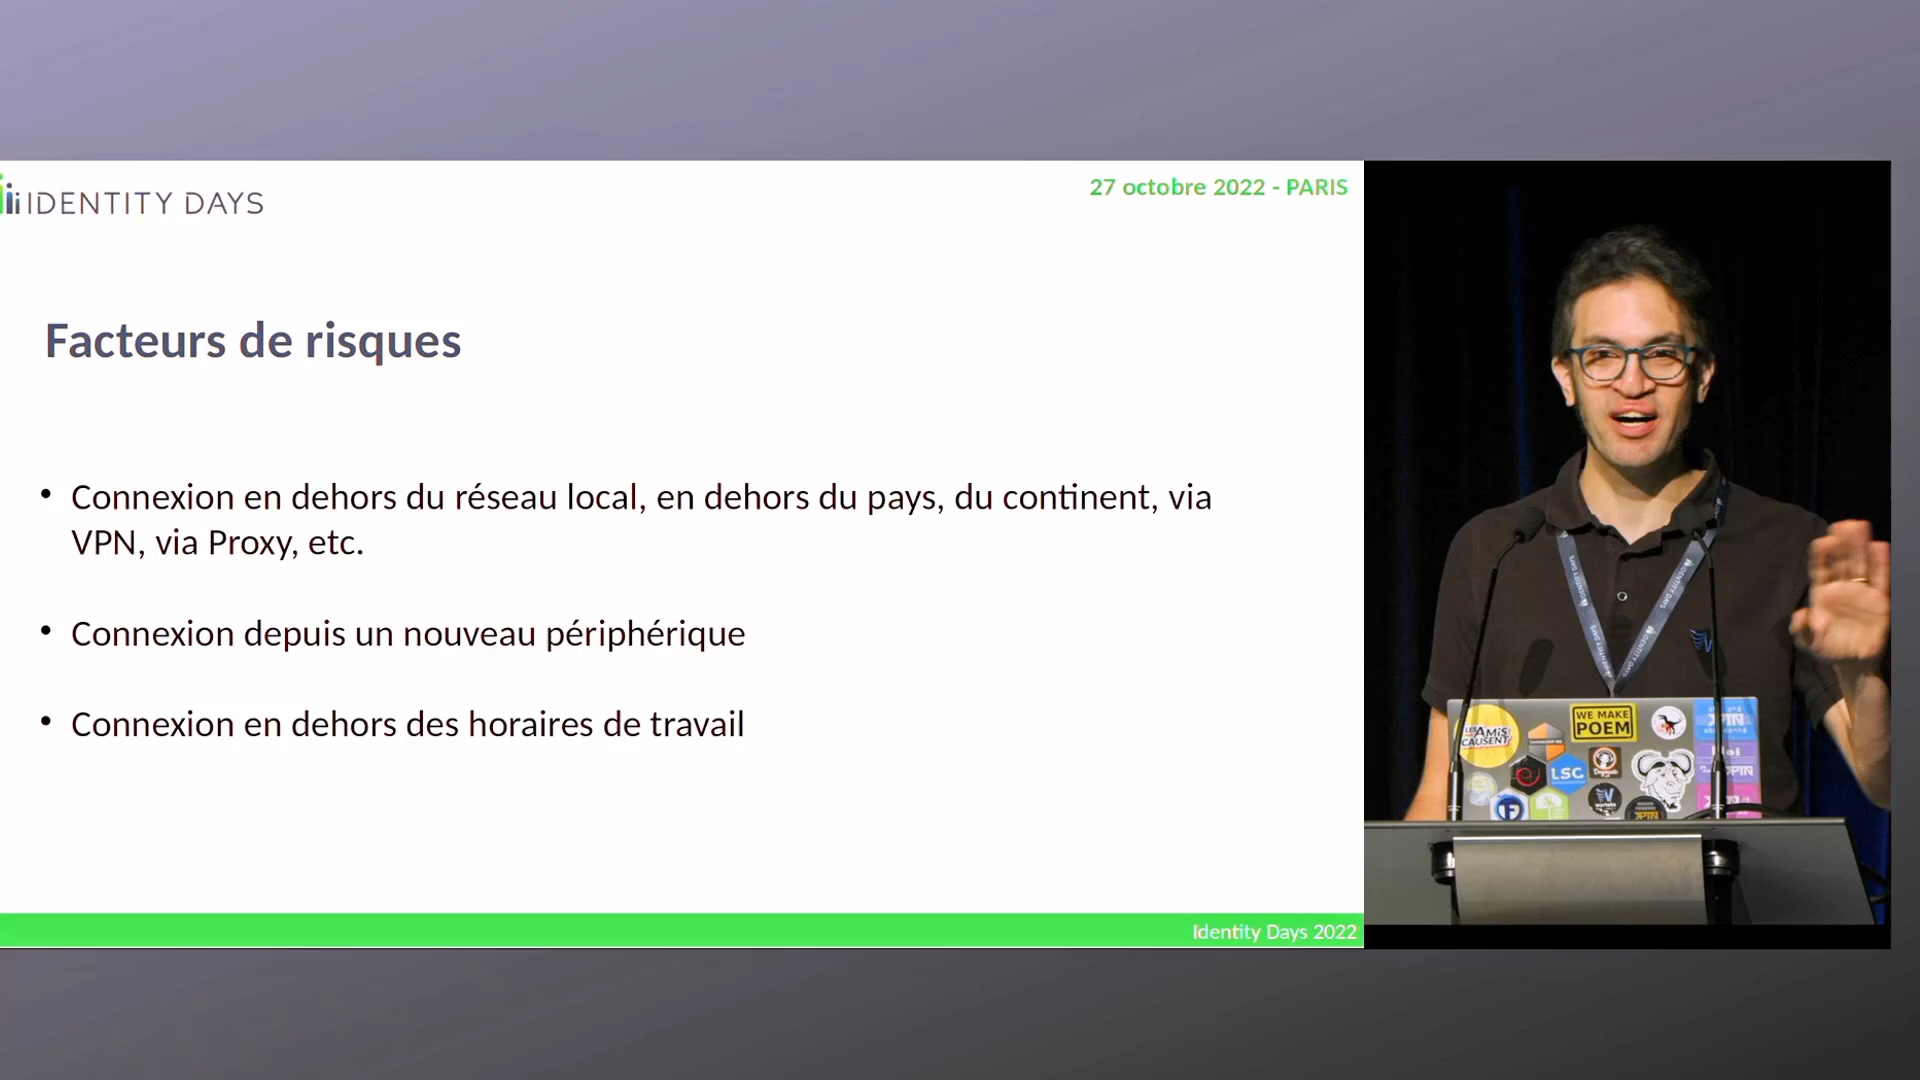 IDENTITY DAYS
27 octobre 2022 - PARIS
Facteurs de risques
• Connexion en dehors du réseau local, en dehors du pays, du continent, via
VPN, via Proxy, etc.
• Connexion depuis un nouveau périphérique
• Connexion en dehors des horaires de travail
Identity Days 2022
LES AMiS
CAUSENT
WE MAKE
POEM
LSC